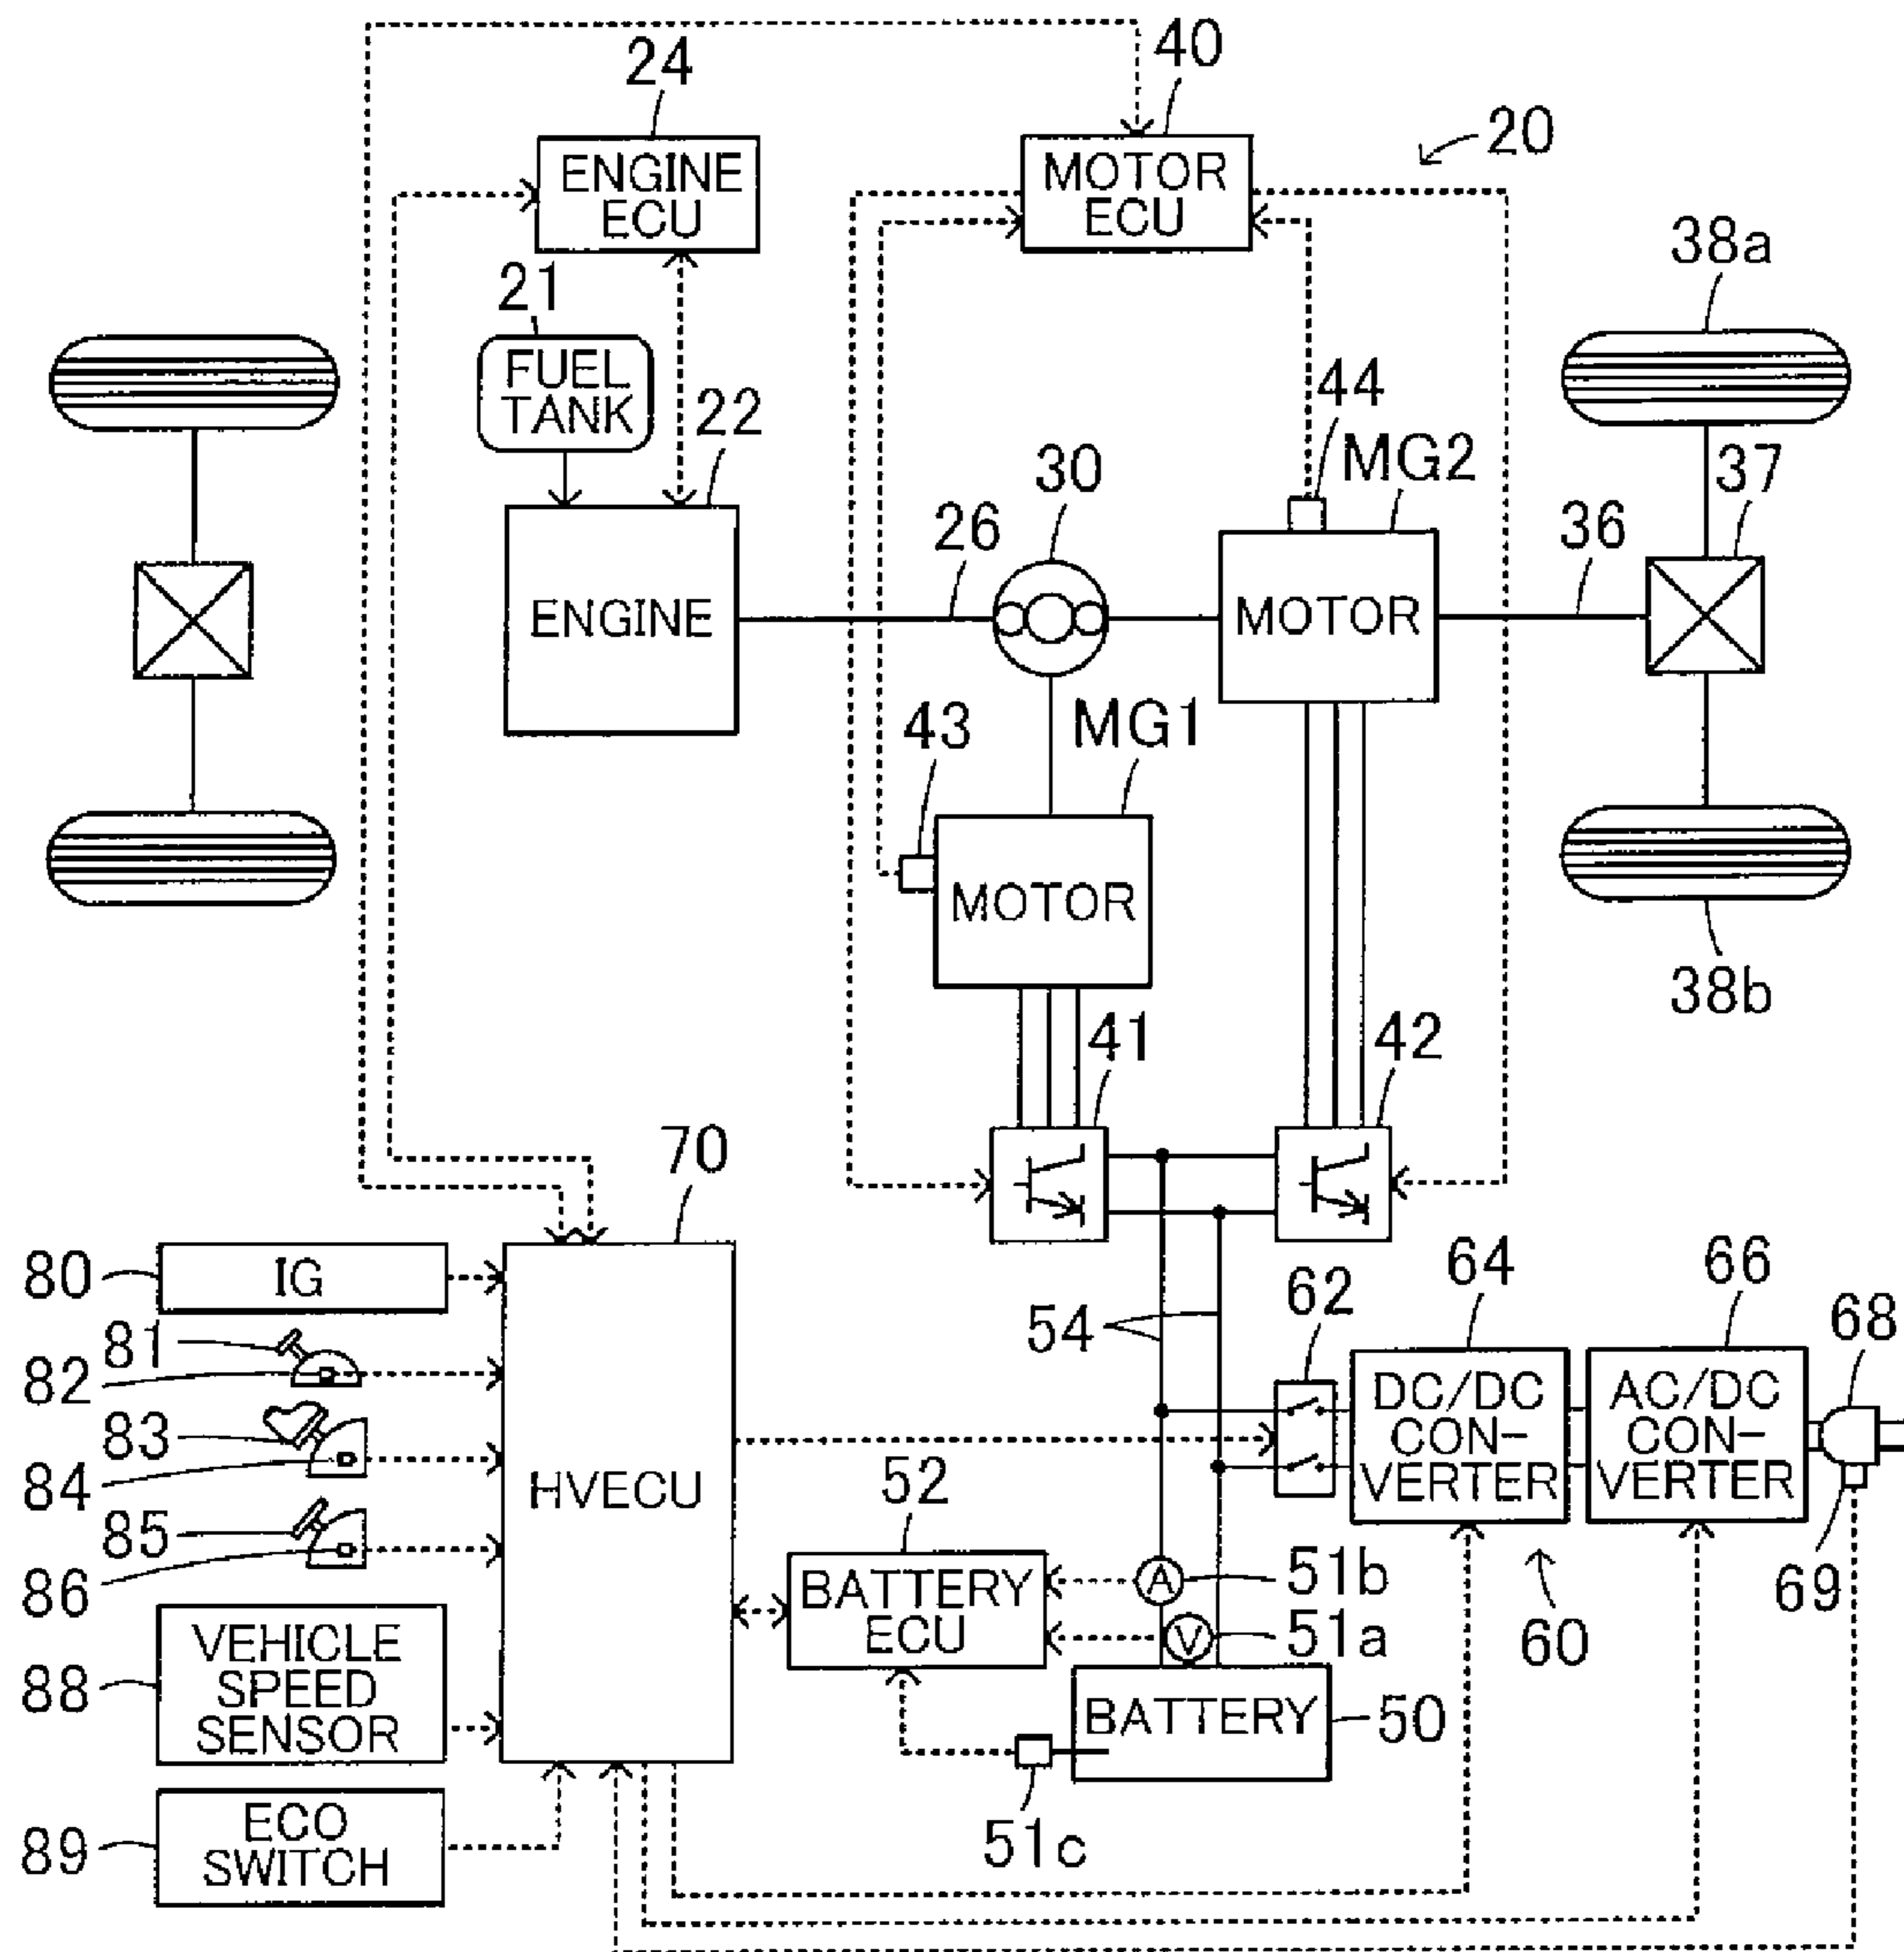 40
24
20
ENGINE
ECU
MOTOR
ECU
21
38a
FUEL
TANK
44
22
MG2
37
30
26
36
ENGINE
MOTOR
43
MG1
MOTOR
38b
41
42
70
80
IG
62
64
66
54
68
81
82
DC/DC
CON-
VERTER
AC/DC
CON-
VERTER
83
84
52
HVECU
85
86
BATTERY
ECU
A
51b
69
V
51a
60
VEHICLE
SPEED
SENSOR
88
BATTERY
50
ECO
SWITCH
89
51c